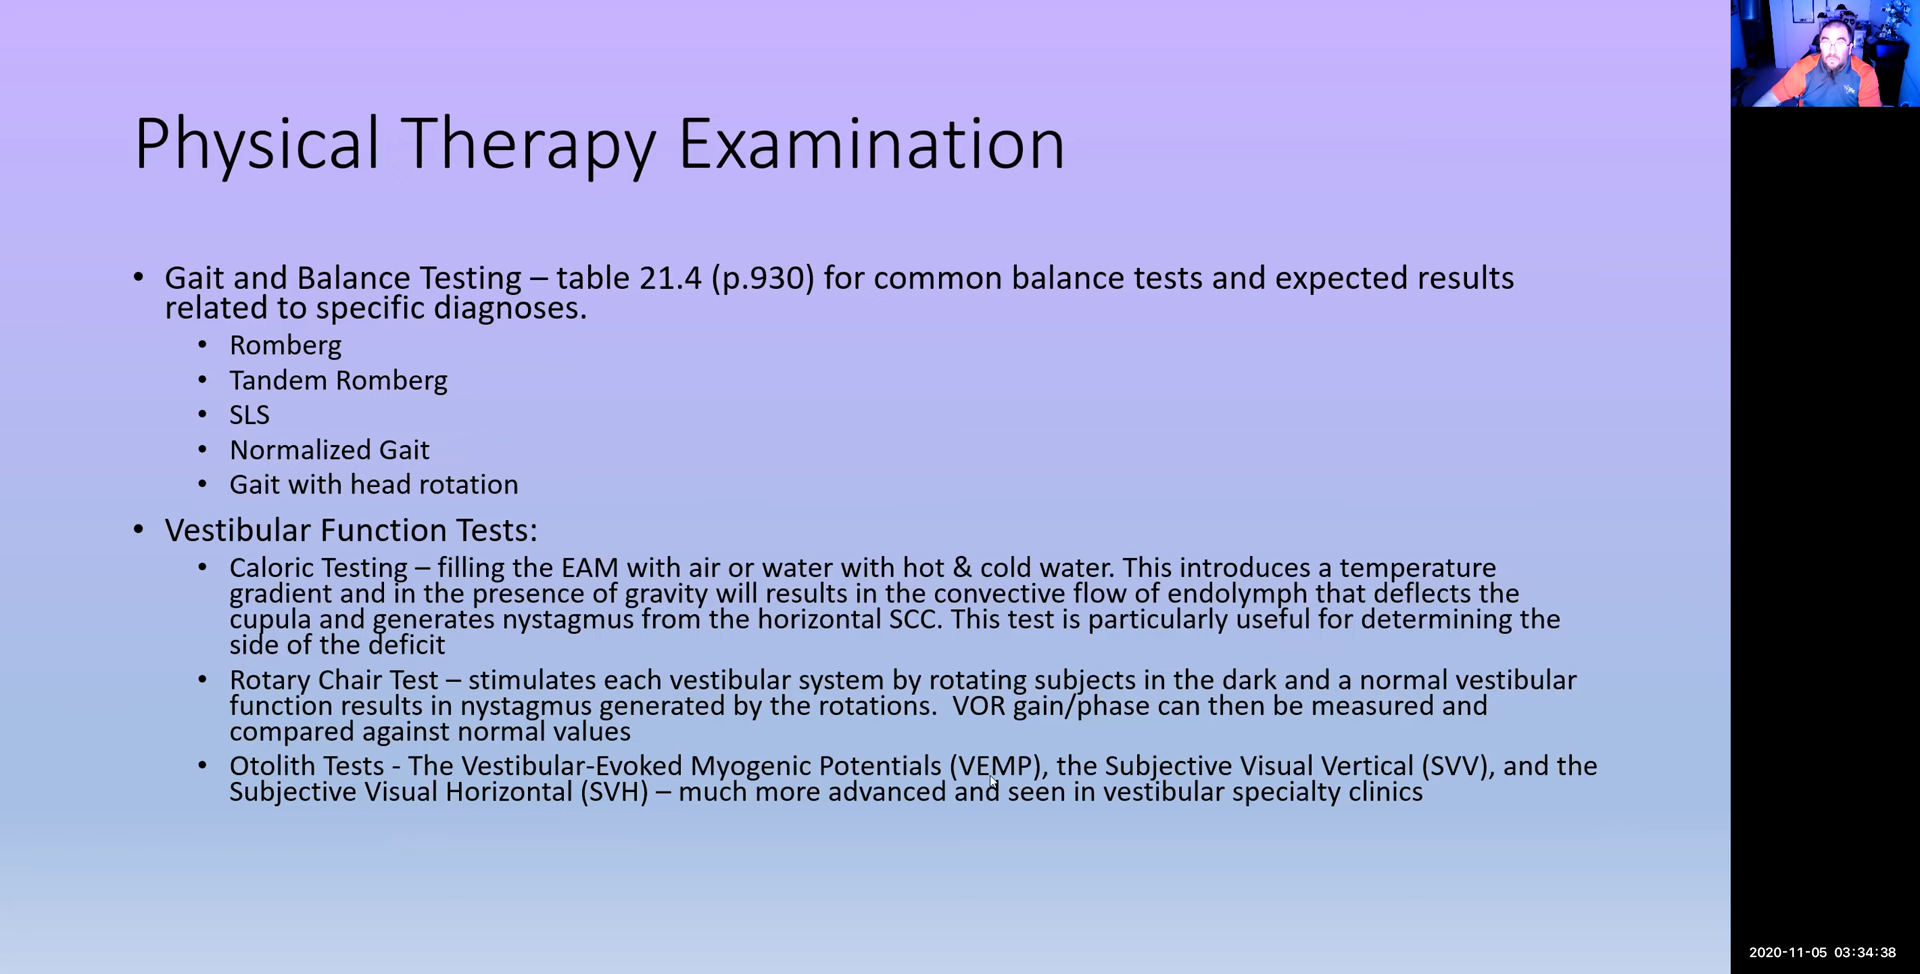 Physical Therapy Examination
• Gait and Balance Testing – table 21.4 (p.930) for common balance tests and expected results
related to specific diagnoses.
• Romberg
• Tandem Romberg
• SLS
• Normalized Gait
• Gait with head rotation
• Vestibular Function Tests:
• Caloric Testing – filling the EAM with air or water with hot & cold water. This introduces a temperature
gradient and in the presence of gravity will results in the convective flow of endolymph that deflects the
cupula and generates nystagmus from the horizontal SCC. This test is particularly useful for determining the
side of the deficit
• Rotary Chair Test – stimulates each vestibular system by rotating subjects in the dark and a normal vestibular
function results in nystagmus generated by the rotations.  VOR gain/phase can then be measured and
compared against normal values
• Otolith Tests - The Vestibular-Evoked Myogenic Potentials (VEMP), the Subjective Visual Vertical (SVV), and the
Subjective Visual Horizontal (SVH) – much more advanced and seen in vestibular specialty clinics
2020-11-05 03:34:38